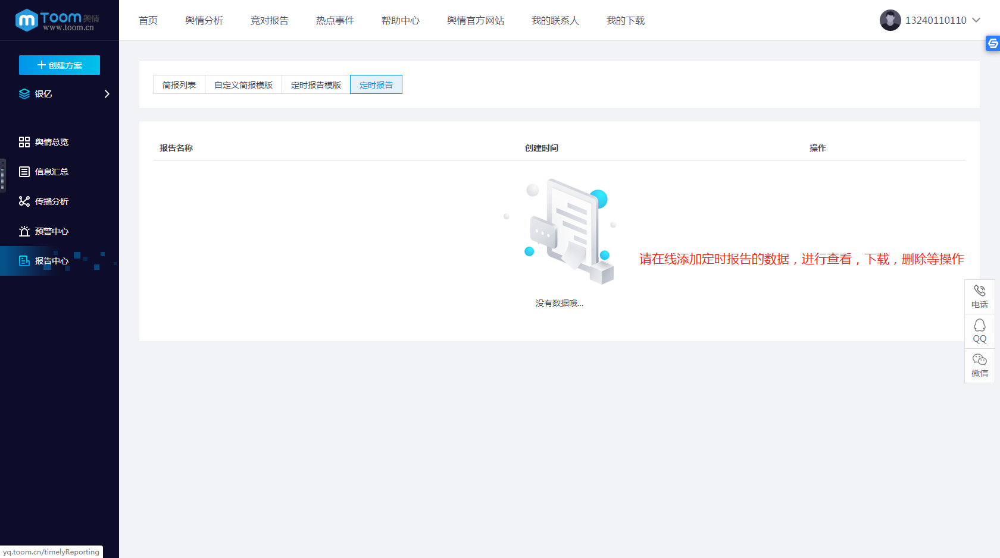 Toom舆情
www.toom.cn
首页 舆情分析 竞对报告 热点事件 帮助中心 舆情官方网站 我的联系人 我的下载 13240110110
创建方案
银亿
舆情总览
信息汇总
传播分析
预警中心
报告中心
简报列表 自定义简报模版 定时报告模版 定时报告
报告名称 创建时间 操作
请在线添加定时报告的数据，进行查看，下载，删除等操作
没有数据哦...
电话
QQ
微信
yq.toom.cn/timelyReporting